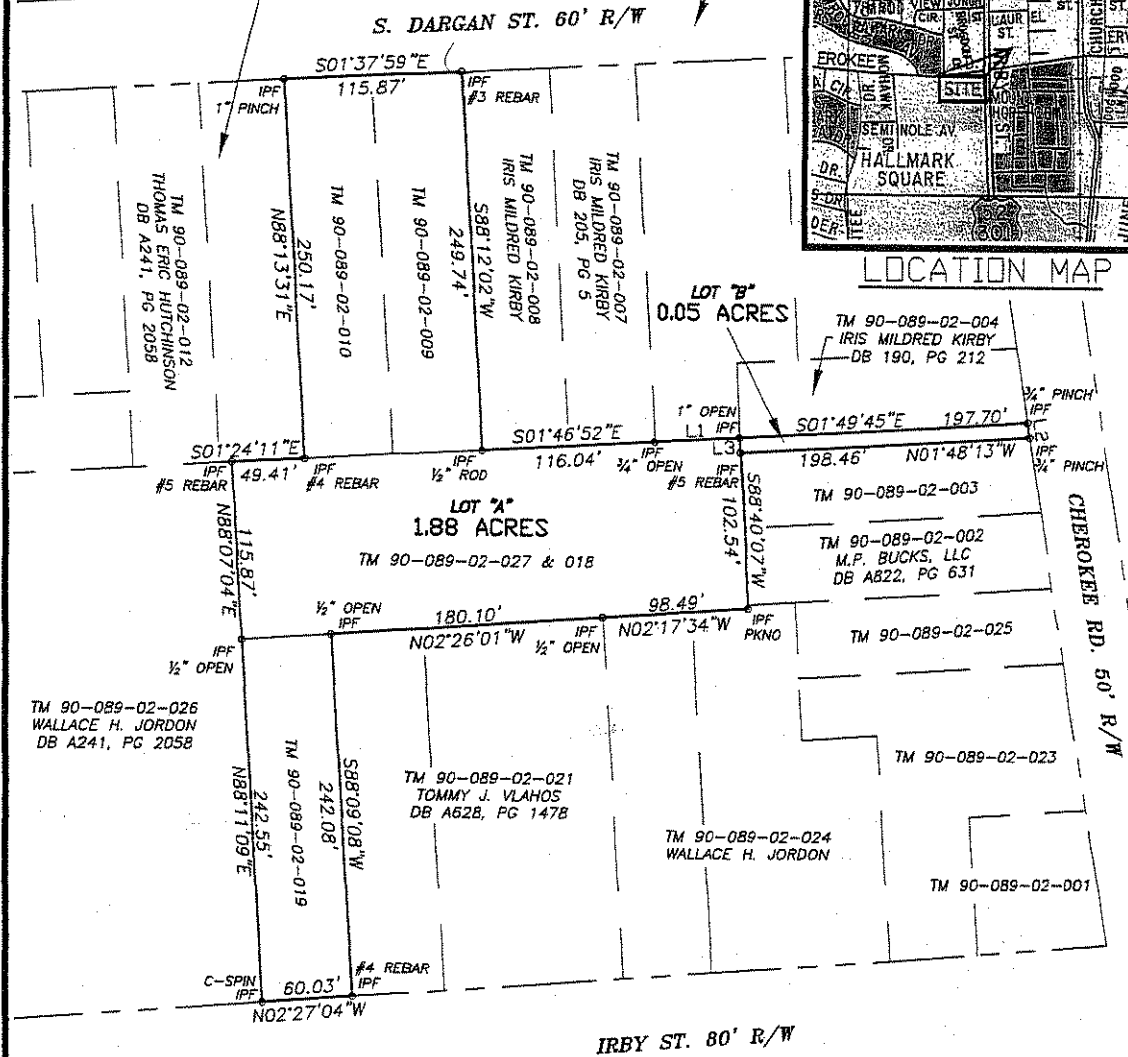 S. DARGAN ST. 60' R/W
S01°37'59"E
115.87'
IPF
1" PINCH
IPF
#3 REBAR
TM 90-089-02-012
THOMAS ERIC HUTCHINSON
DB A241, PG 2058
N88°13'31"E
250.17'
TM 90-089-02-010
TM 90-089-02-009
S88°12'02"W
249.74'
TM 90-089-02-008
IRIS MILDRED KIRBY
TM 90-089-02-007
IRIS MILDRED KIRBY
DB 205, PG 5
VIEW
CIR.
LAUR
EL
ST.
ST.
CHURCH
EROKEE
RD
MOHAWK
DR.
SITE
SEMINOLE AV
HALLMARK
SQUARE
DR.
ST.
LOCATION MAP
LOT "B"
0.05 ACRES
TM 90-089-02-004
IRIS MILDRED KIRBY
DB 190, PG 212
1" OPEN
IPF
L1
S01°49'45"E 197.70'
3/4" PINCH
IPF
L2
L3
198.46' N01°48'13"W
IPF
3/4" PINCH
S01°24'11"E
49.41'
IPF
#5 REBAR
IPF
#4 REBAR
IPF
1/2" ROD
S01°46'52"E
116.04'
IPF
3/4" OPEN
IPF
#5 REBAR
S88°40'07"W
102.54'
TM 90-089-02-003
LOT "A"
1.88 ACRES
TM 90-089-02-027 & 018
TM 90-089-02-002
M.P. BUCKS, LLC
DB A822, PG 631
CHEROKEE RD. 50' R/W
115.87'
N88°07'04"E
1/2" OPEN
IPF
180.10'
N02°26'01"W
IPF
1/2" OPEN
98.49'
N02°17'34"W
IPF
PKNO
TM 90-089-02-025
IPF
1/2" OPEN
TM 90-089-02-026
WALLACE H. JORDON
DB A241, PG 2058
242.55'
N88°11'09"E
TM 90-089-02-019
S88°09'08"W
242.08'
TM 90-089-02-021
TOMMY J. VLAHOS
DB A628, PG 1478
TM 90-089-02-023
TM 90-089-02-024
WALLACE H. JORDON
TM 90-089-02-001
C-SPIN
IPF
60.03'
N02°27'04"W
#4 REBAR
IPF
IRBY ST. 80' R/W